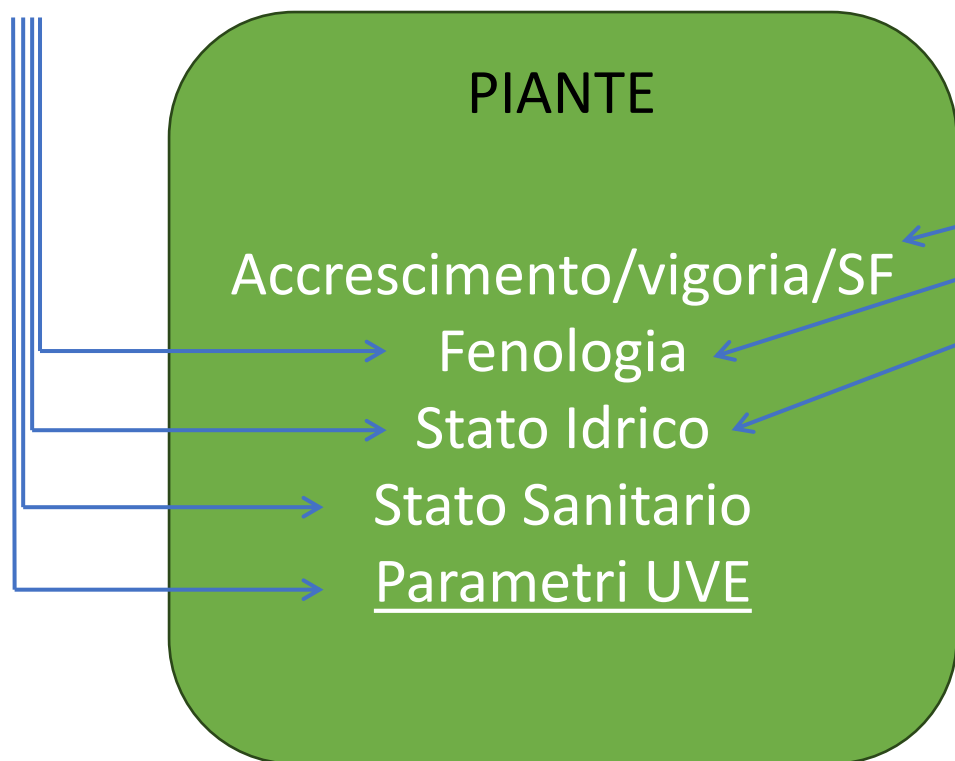 PIANTE
Accrescimento/vigoria/SF
Fenologia
Stato Idrico
Stato Sanitario
Parametri UVE